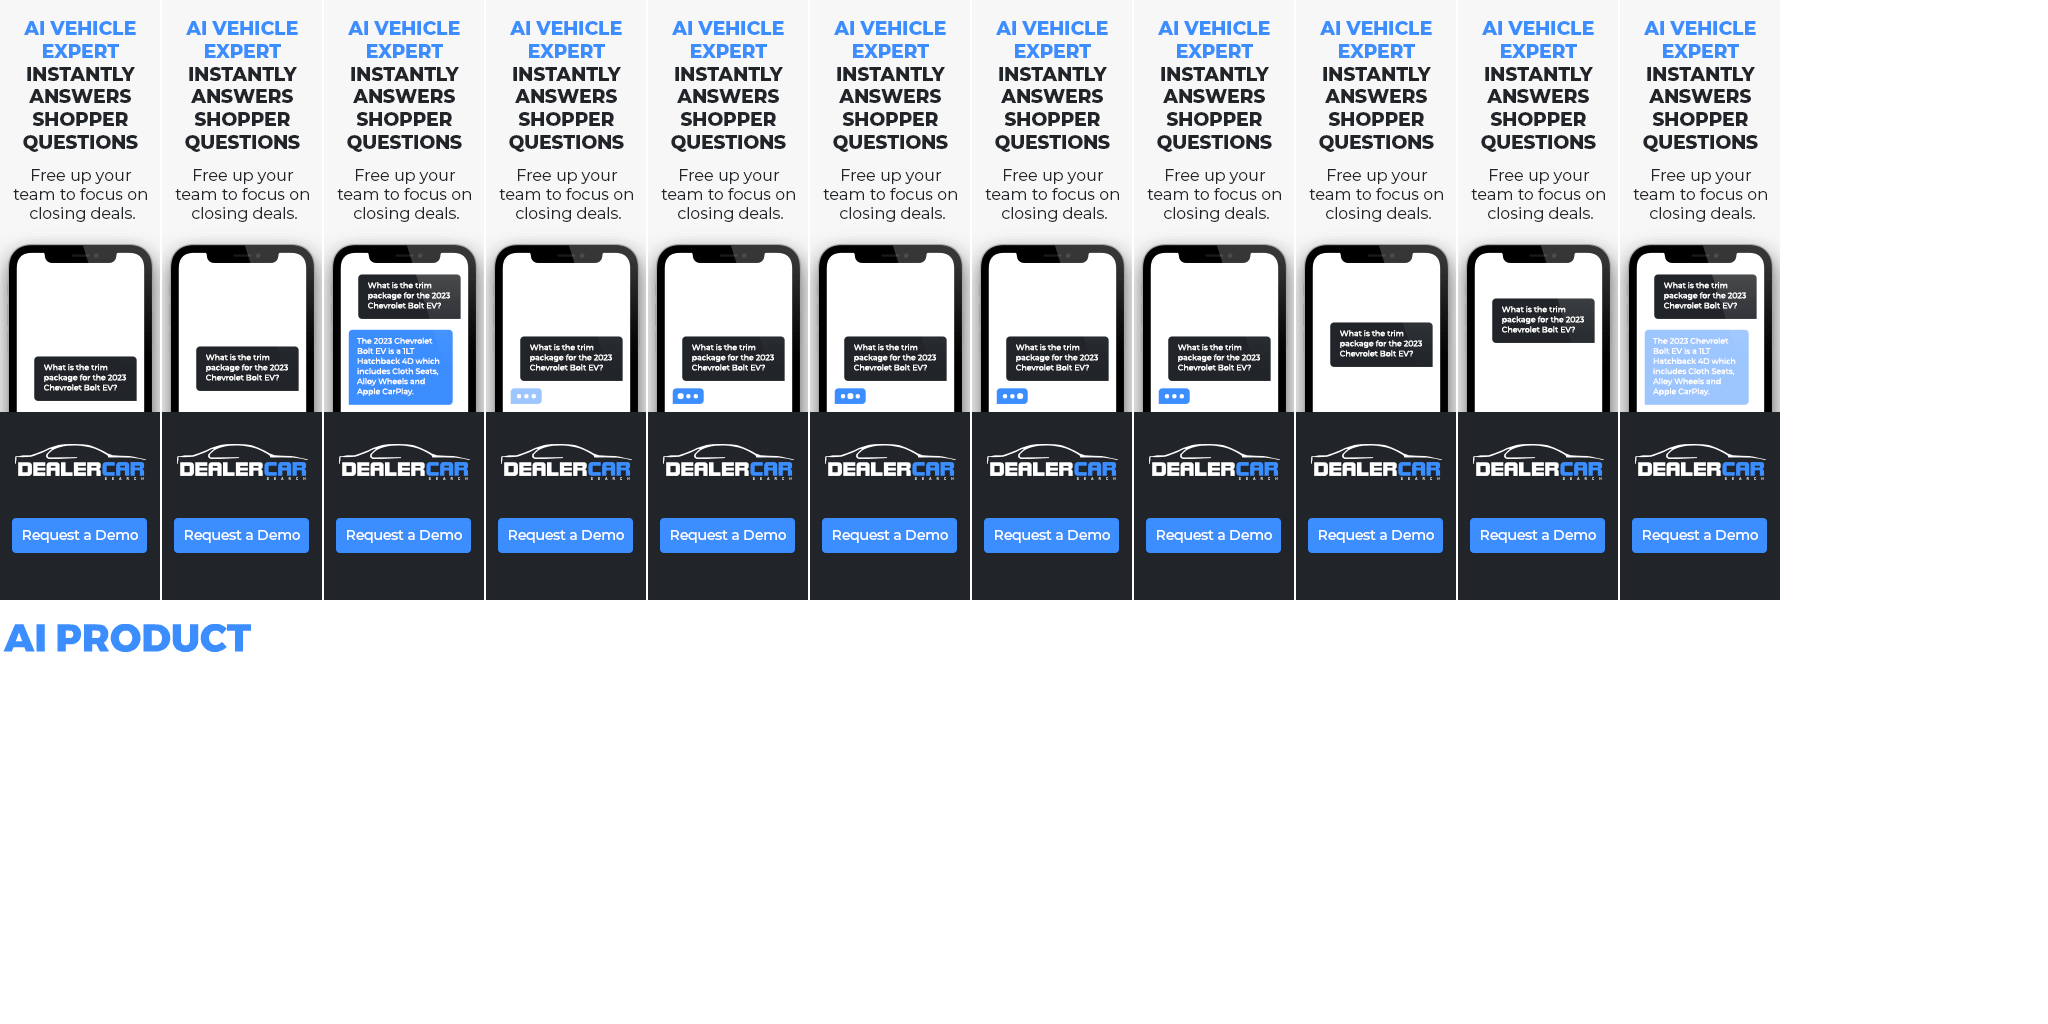 AI VEHICLE
EXPERT
INSTANTLY
ANSWERS
SHOPPER
QUESTIONS
Free up your
team to focus on
closing deals.
What is the trim
package for the 2023
Chevrolet Bolt EV?
DEALERCAR
SEARCH
Request a Demo
AI VEHICLE
EXPERT
INSTANTLY
ANSWERS
SHOPPER
QUESTIONS
Free up your
team to focus on
closing deals.
What is the trim
package for the 2023
Chevrolet Bolt EV?
DEALERCAR
SEARCH
Request a Demo
AI VEHICLE
EXPERT
INSTANTLY
ANSWERS
SHOPPER
QUESTIONS
Free up your
team to focus on
closing deals.
What is the trim
package for the 2023
Chevrolet Bolt EV?
The 2023 Chevrolet
Bolt EV is a 1LT
Hatchback 4D which
includes Cloth Seats,
Alloy Wheels and
Apple CarPlay.
DEALERCAR
SEARCH
Request a Demo
AI VEHICLE
EXPERT
INSTANTLY
ANSWERS
SHOPPER
QUESTIONS
Free up your
team to focus on
closing deals.
What is the trim
package for the 2023
Chevrolet Bolt EV?
DEALERCAR
SEARCH
Request a Demo
AI VEHICLE
EXPERT
INSTANTLY
ANSWERS
SHOPPER
QUESTIONS
Free up your
team to focus on
closing deals.
What is the trim
package for the 2023
Chevrolet Bolt EV?
DEALERCAR
SEARCH
Request a Demo
AI VEHICLE
EXPERT
INSTANTLY
ANSWERS
SHOPPER
QUESTIONS
Free up your
team to focus on
closing deals.
What is the trim
package for the 2023
Chevrolet Bolt EV?
DEALERCAR
SEARCH
Request a Demo
AI VEHICLE
EXPERT
INSTANTLY
ANSWERS
SHOPPER
QUESTIONS
Free up your
team to focus on
closing deals.
What is the trim
package for the 2023
Chevrolet Bolt EV?
DEALERCAR
SEARCH
Request a Demo
AI VEHICLE
EXPERT
INSTANTLY
ANSWERS
SHOPPER
QUESTIONS
Free up your
team to focus on
closing deals.
What is the trim
package for the 2023
Chevrolet Bolt EV?
DEALERCAR
SEARCH
Request a Demo
AI VEHICLE
EXPERT
INSTANTLY
ANSWERS
SHOPPER
QUESTIONS
Free up your
team to focus on
closing deals.
What is the trim
package for the 2023
Chevrolet Bolt EV?
DEALERCAR
SEARCH
Request a Demo
AI VEHICLE
EXPERT
INSTANTLY
ANSWERS
SHOPPER
QUESTIONS
Free up your
team to focus on
closing deals.
What is the trim
package for the 2023
Chevrolet Bolt EV?
DEALERCAR
SEARCH
Request a Demo
AI VEHICLE
EXPERT
INSTANTLY
ANSWERS
SHOPPER
QUESTIONS
Free up your
team to focus on
closing deals.
What is the trim
package for the 2023
Chevrolet Bolt EV?
The 2023 Chevrolet
Bolt EV is a 1LT
Hatchback 4D which
includes Cloth Seats,
Alloy Wheels and
Apple CarPlay.
DEALERCAR
SEARCH
Request a Demo
AI PRODUCT